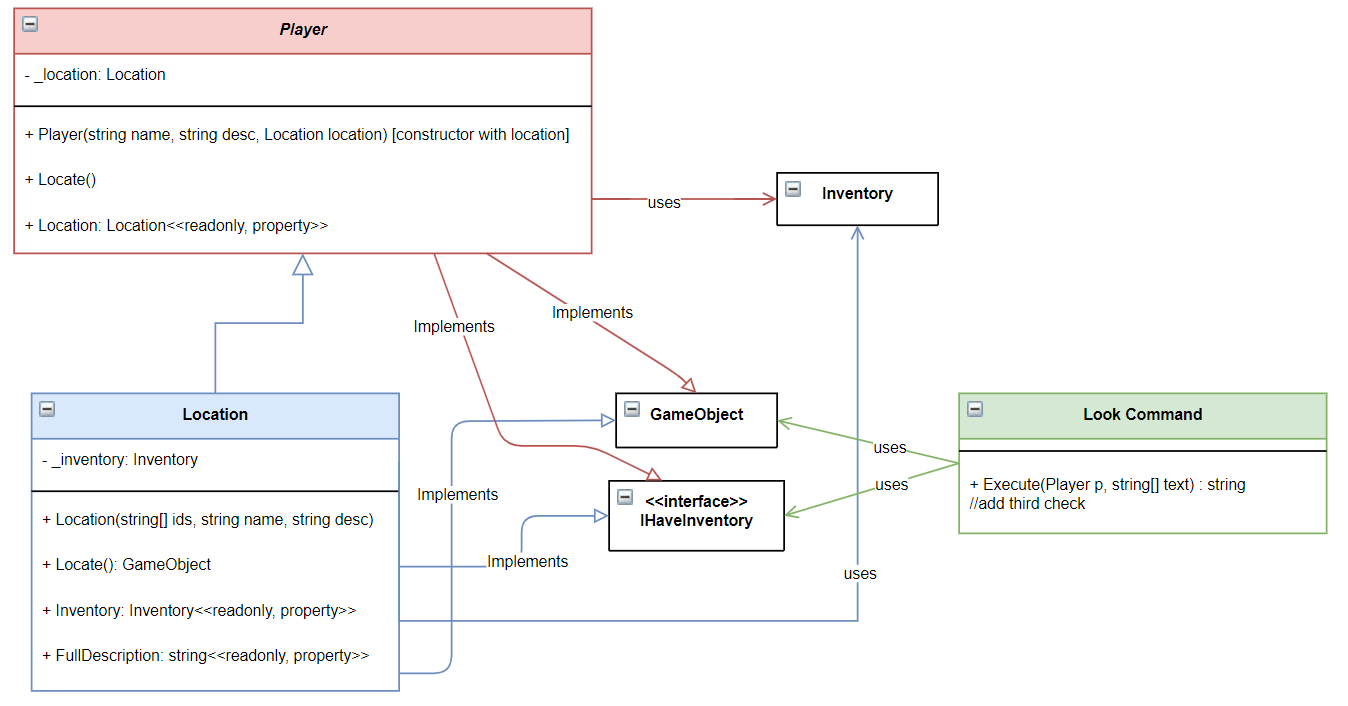 Player
- _location: Location
+ Player(string name, string desc, Location location) [constructor with location]
+ Locate()
+ Location: Location<<readonly, property>>
uses
Inventory
Implements
Implements
Location
- _inventory: Inventory
+ Location(string[] ids, string name, string desc)
+ Locate(): GameObject
+ Inventory: Inventory<<readonly, property>>
+ FullDescription: string<<readonly, property>>
Implements
Implements
GameObject
<<interface>>
IHaveInventory
uses
uses
uses
Look Command
+ Execute(Player p, string[] text) : string
//add third check